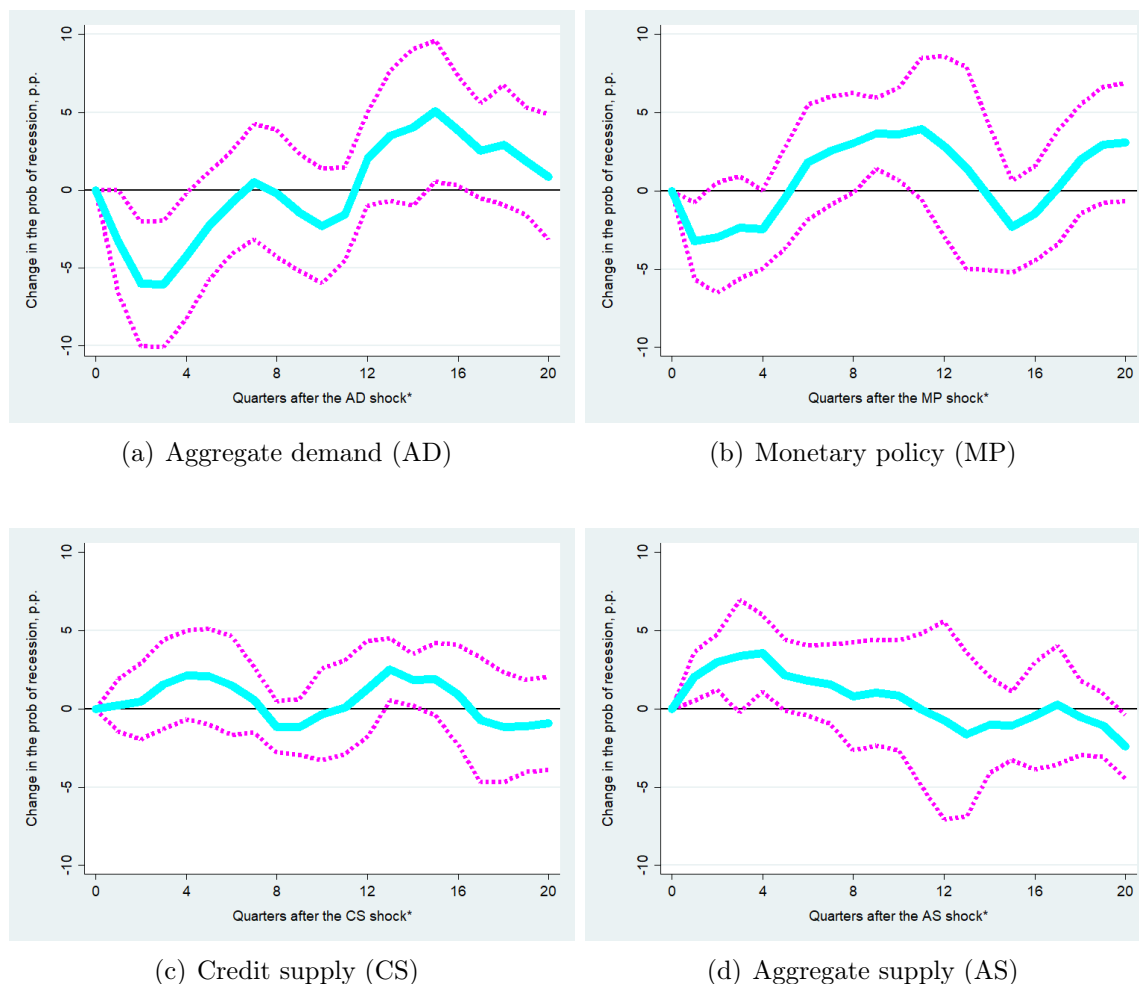 Change in the prob of recession, p.p.
10
5
0
-5
-10
0 4 8 12 16 20
Quarters after the AD shock*
(a) Aggregate demand (AD)
Change in the prob of recession, p.p.
10
5
0
-5
-10
0 4 8 12 16 20
Quarters after the MP shock*
(b) Monetary policy (MP)
Change in the prob of recession, p.p.
10
5
0
-5
-10
0 4 8 12 16 20
Quarters after the CS shock*
(c) Credit supply (CS)
Change in the prob of recession, p.p.
10
5
0
-5
-10
0 4 8 12 16 20
Quarters after the AS shock*
(d) Aggregate supply (AS)